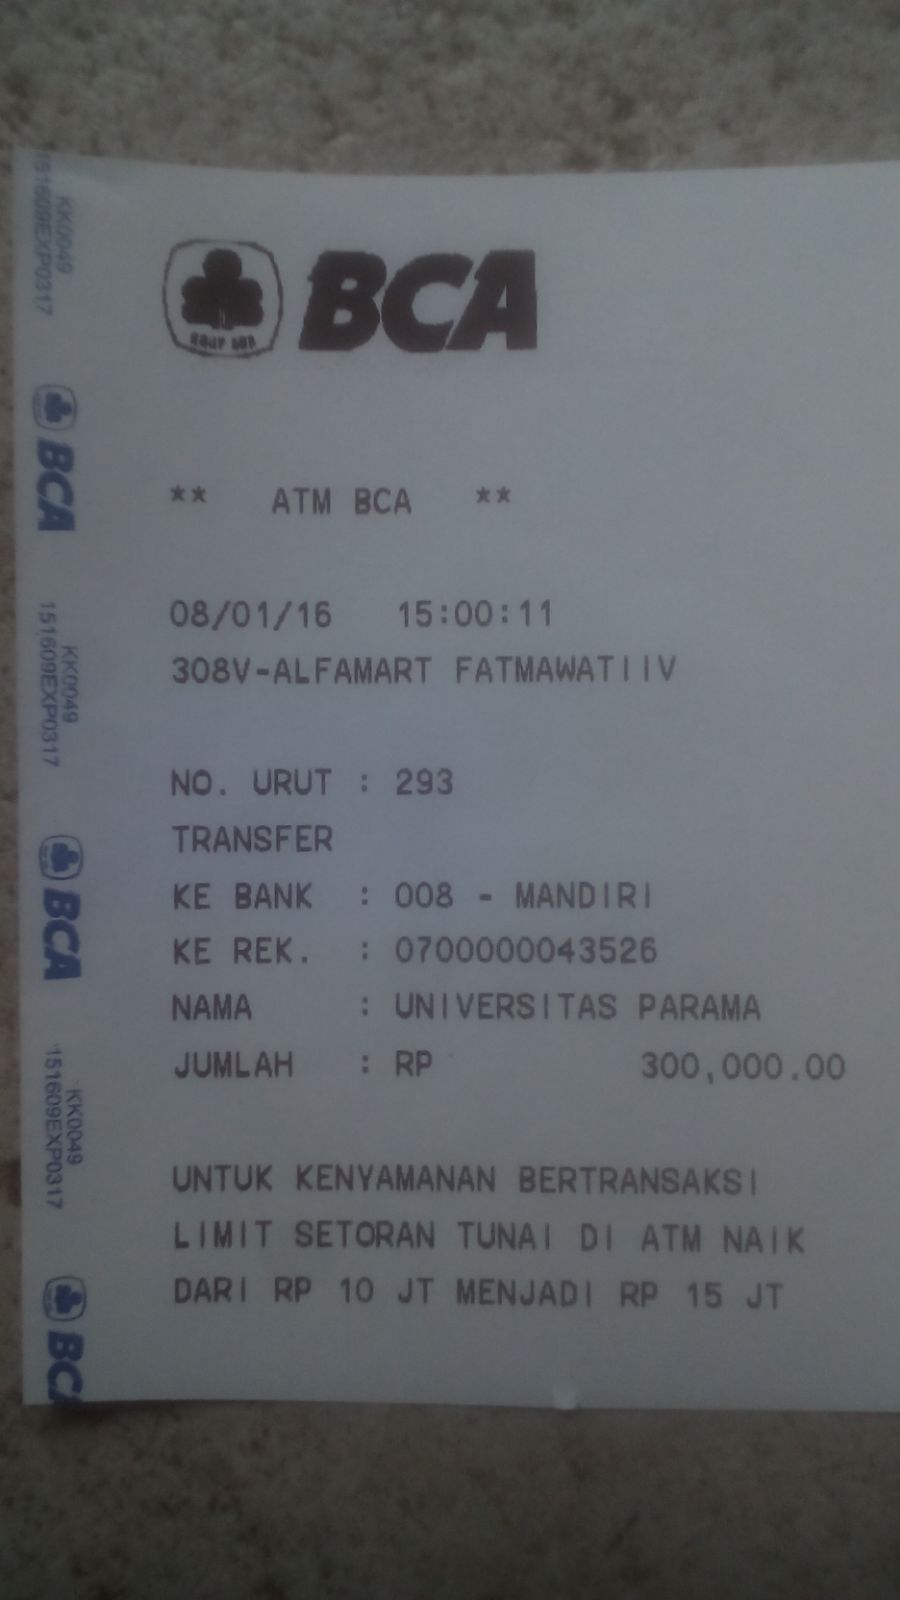 BCA
** ATM BCA **
08/01/16 15:00:11
308V-ALFAMART FATMAWATIIV
NO. URUT : 293
TRANSFER
KE BANK : 008 - MANDIRI
KE REK. : 0700000043526
NAMA : UNIVERSITAS PARAMA
JUMLAH : RP 300,000.00
UNTUK KENYAMANAN BERTRANSAKSI
LIMIT SETORAN TUNAI DI ATM NAIK
DARI RP 10 JT MENJADI RP 15 JT
KK0049
151609EXP0317
BCA
KK0049
151609EXP0317
BCA
KK0049
151609EXP0317
BCA